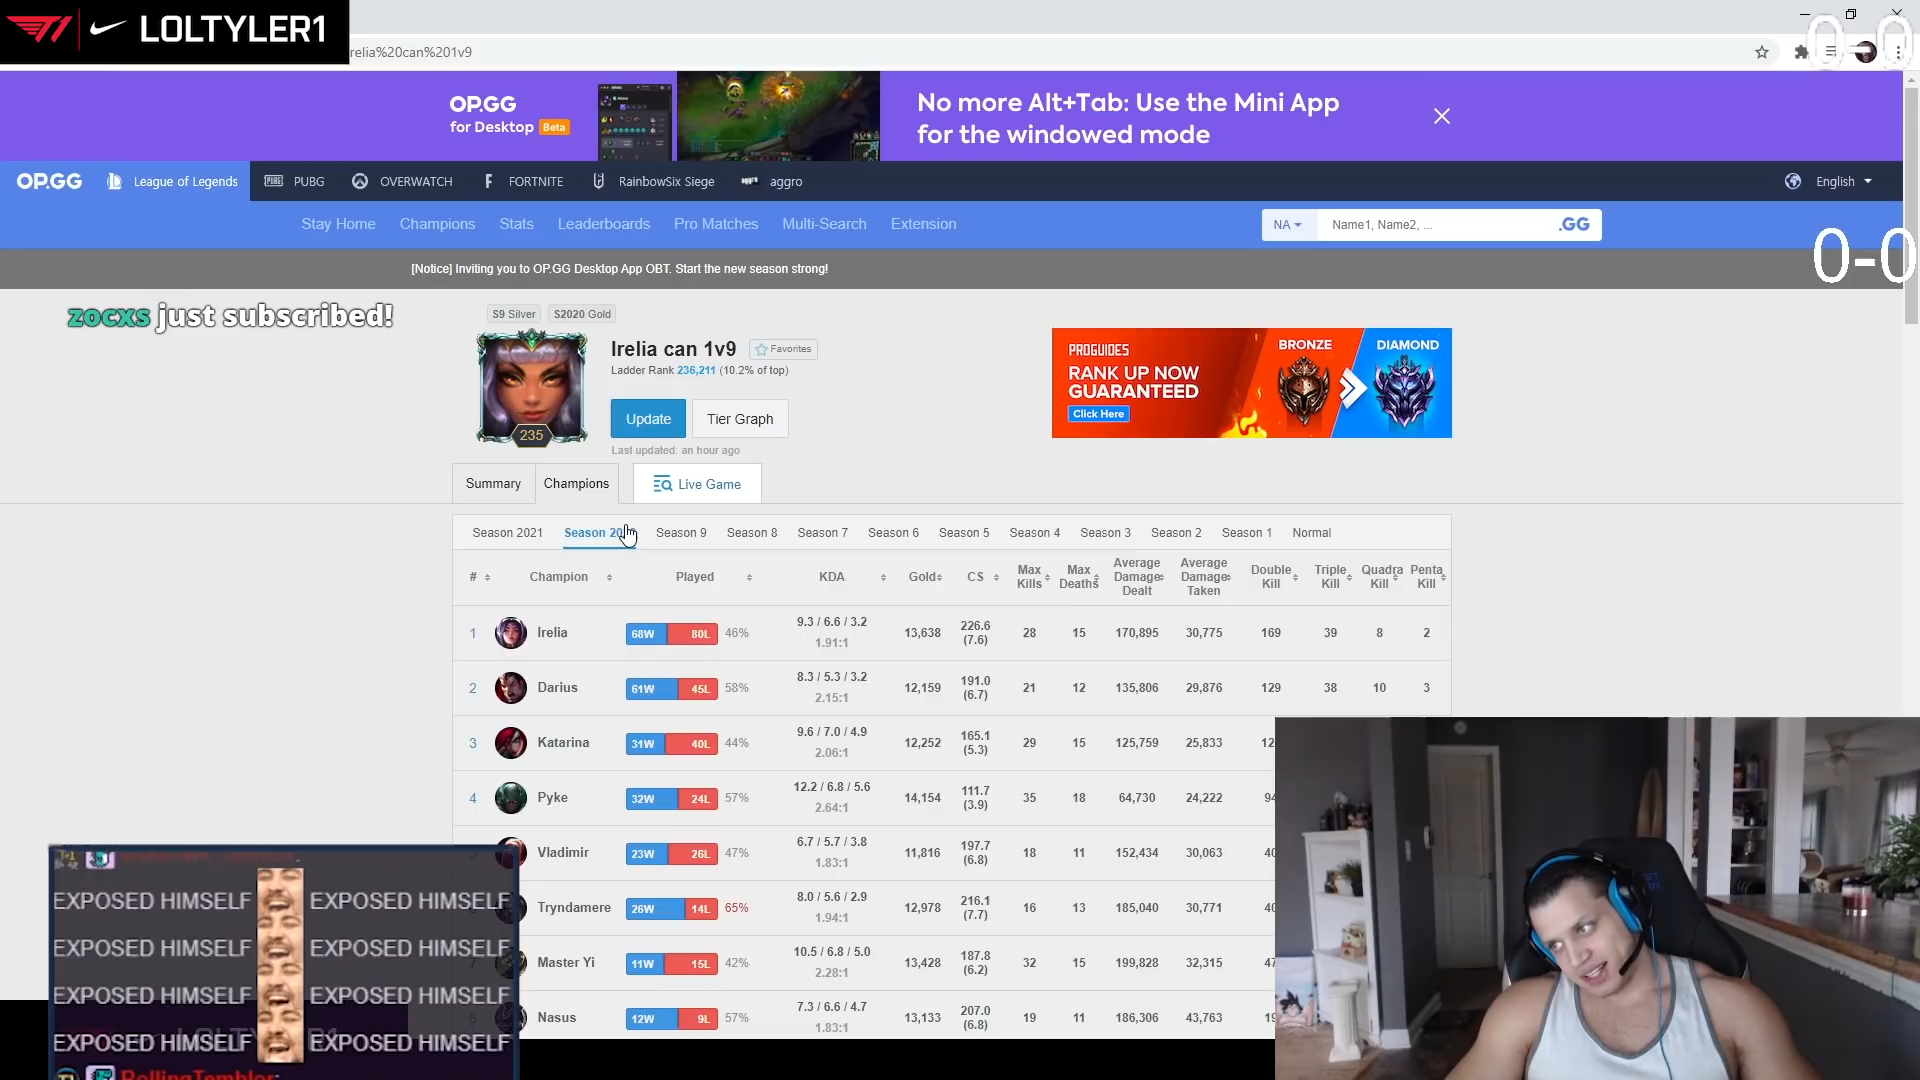 LOLTYLER1
relia%20can%201v9
0-0
OP.GG
for Desktop Beta
No more Alt+Tab: Use the Mini App
for the windowed mode
OP.GG League of Legends PUBG OVERWATCH FORTNITE RainbowSix Siege aggro English
Stay Home Champions Stats Leaderboards Pro Matches Multi-Search Extension NA Name1, Name2, ... .GG
0-0
[Notice] Inviting you to OP.GG Desktop App OBT. Start the new season strong!
zocxs just subscribed!
S9 Silver S2020 Gold
Irelia can 1v9 Favorites
Ladder Rank 236,211 (10.2% of top)
235
Update Tier Graph
Last updated: an hour ago
PROGUIDES
RANK UP NOW
GUARANTEED
Click Here
BRONZE DIAMOND
Summary Champions Live Game
Season 2021 Season 20 Season 9 Season 8 Season 7 Season 6 Season 5 Season 4 Season 3 Season 2 Season 1 Normal
# Champion Played KDA Gold CS Max Kills Max Deaths Average Damage Dealt Average Damage Taken Double Kill Triple Kill Quadra Kill Penta Kill
1 Irelia 68W 80L 46% 9.3 / 6.6 / 3.2 1.91:1 13,638 226.6 (7.6) 28 15 170,895 30,775 169 39 8 2
2 Darius 61W 45L 58% 8.3 / 5.3 / 3.2 2.15:1 12,159 191.0 (6.7) 21 12 135,806 29,876 129 38 10 3
3 Katarina 31W 40L 44% 9.6 / 7.0 / 4.9 2.06:1 12,252 165.1 (5.3) 29 15 125,759 25,833 12
4 Pyke 32W 24L 57% 12.2 / 6.8 / 5.6 2.64:1 14,154 111.7 (3.9) 35 18 64,730 24,222 94
Vladimir 23W 26L 47% 6.7 / 5.7 / 3.8 1.83:1 11,816 197.7 (6.8) 18 11 152,434 30,063 40
Tryndamere 26W 14L 65% 8.0 / 5.6 / 2.9 1.94:1 12,978 216.1 (7.7) 16 13 185,040 30,771 40
Master Yi 11W 15L 42% 10.5 / 6.8 / 5.0 2.28:1 13,428 187.8 (6.2) 32 15 199,828 32,315 47
Nasus 12W 9L 57% 7.3 / 6.6 / 4.7 1.83:1 13,133 207.0 (6.8) 19 11 186,306 43,763 19
EXPOSED HIMSELF EXPOSED HIMSELF
EXPOSED HIMSELF EXPOSED HIMSELF
EXPOSED HIMSELF EXPOSED HIMSELF
EXPOSED HIMSELF EXPOSED HIMSELF
RollingTemblor: